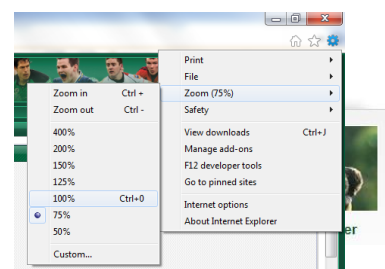 Print
File
Zoom (75%)
Safety
View downloads Ctrl+J
Manage add-ons
F12 developer tools
Go to pinned sites
Internet options
About Internet Explorer
Zoom in Ctrl +
Zoom out Ctrl -
400%
200%
150%
125%
100% Ctrl+0
75%
50%
Custom...
er